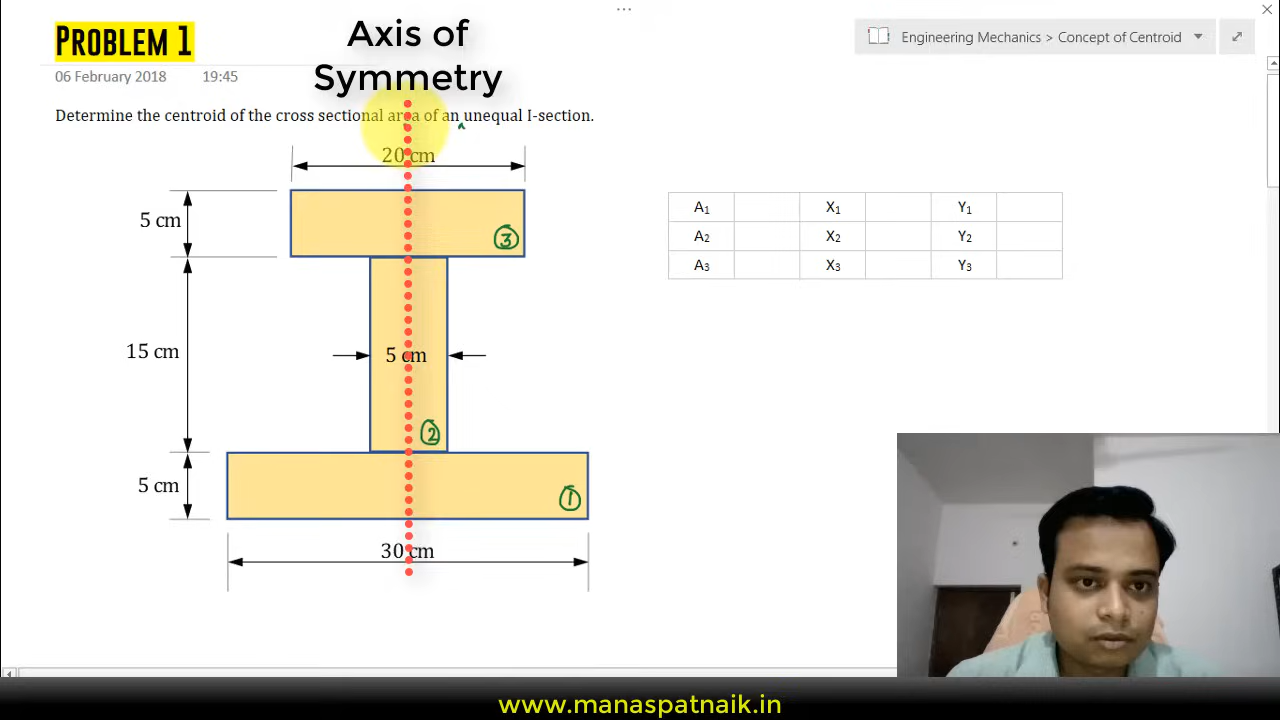 PROBLEM 1
Axis of
Symmetry
Engineering Mechanics > Concept of Centroid
06 February 2018 19:45
Determine the centroid of the cross sectional area of an unequal I-section.
20 cm
5 cm
3
A1 X1 Y1
A2 X2 Y2
A3 X3 Y3
15 cm
5 cm
2
5 cm
1
30 cm
www.manaspatnaik.in